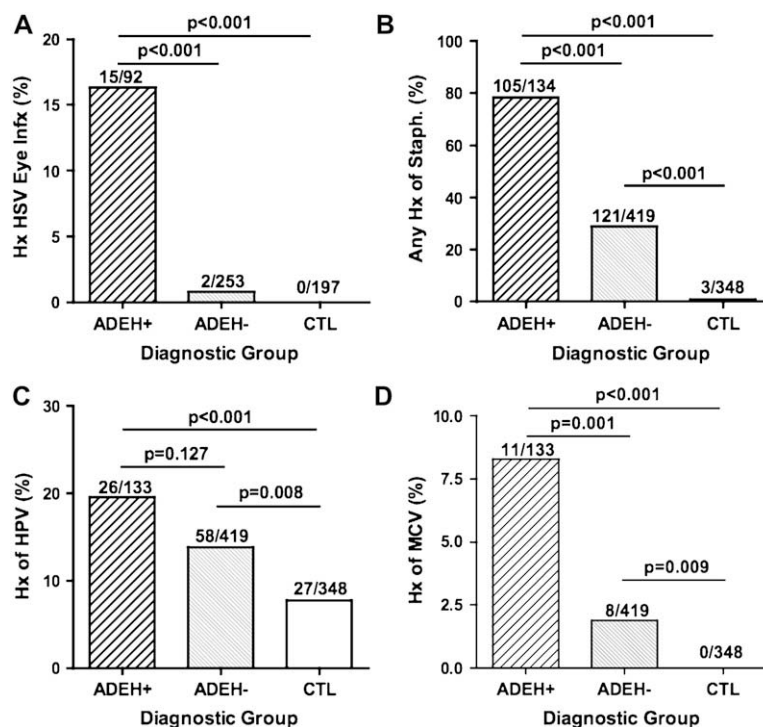 A
Hx HSV Eye Infx (%)
20
15
10
5
0
p<0.001
p<0.001
15/92
2/253
0/197
ADEH+ ADEH- CTL
Diagnostic Group
B
Any Hx of Staph. (%)
100
80
60
40
20
0
p<0.001
p<0.001
105/134
p<0.001
121/419
3/348
ADEH+ ADEH- CTL
Diagnostic Group
C
Hx of HPV (%)
30
20
10
0
p<0.001
p=0.127
26/133
p=0.008
58/419
27/348
ADEH+ ADEH- CTL
Diagnostic Group
D
Hx of MCV (%)
10.0
7.5
5.0
2.5
0.0
p<0.001
p=0.001
11/133
p=0.009
8/419
0/348
ADEH+ ADEH- CTL
Diagnostic Group